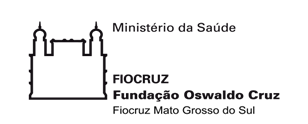 Ministério da Saúde
FIOCRUZ
Fundação Oswaldo Cruz
Fiocruz Mato Grosso do Sul